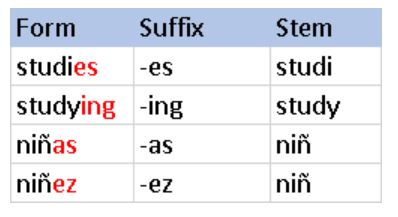 Form Suffix Stem
studies -es studi
studying -ing study
niñas -as niñ
niñez -ez niñ